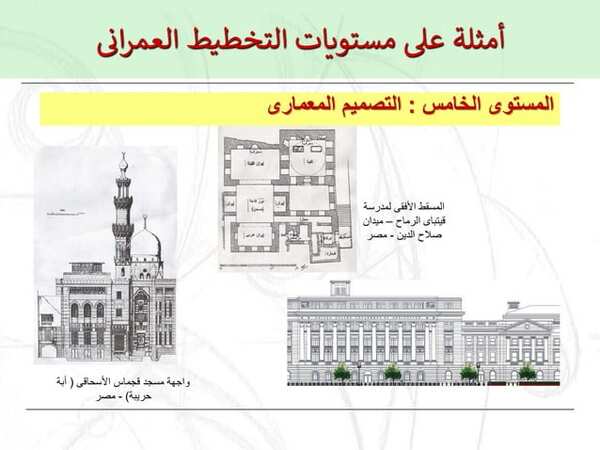 أمثلة على مستويات التخطيط العمرانى
المستوى الخامس : التصميم المعمارى
المسقط الأفقي لمدرسة
قيتباى الرماح – ميدان
صلاح الدين - مصر
واجهة مسجد قجماس الأسحاقى ( أبة
حريبة) - مصر